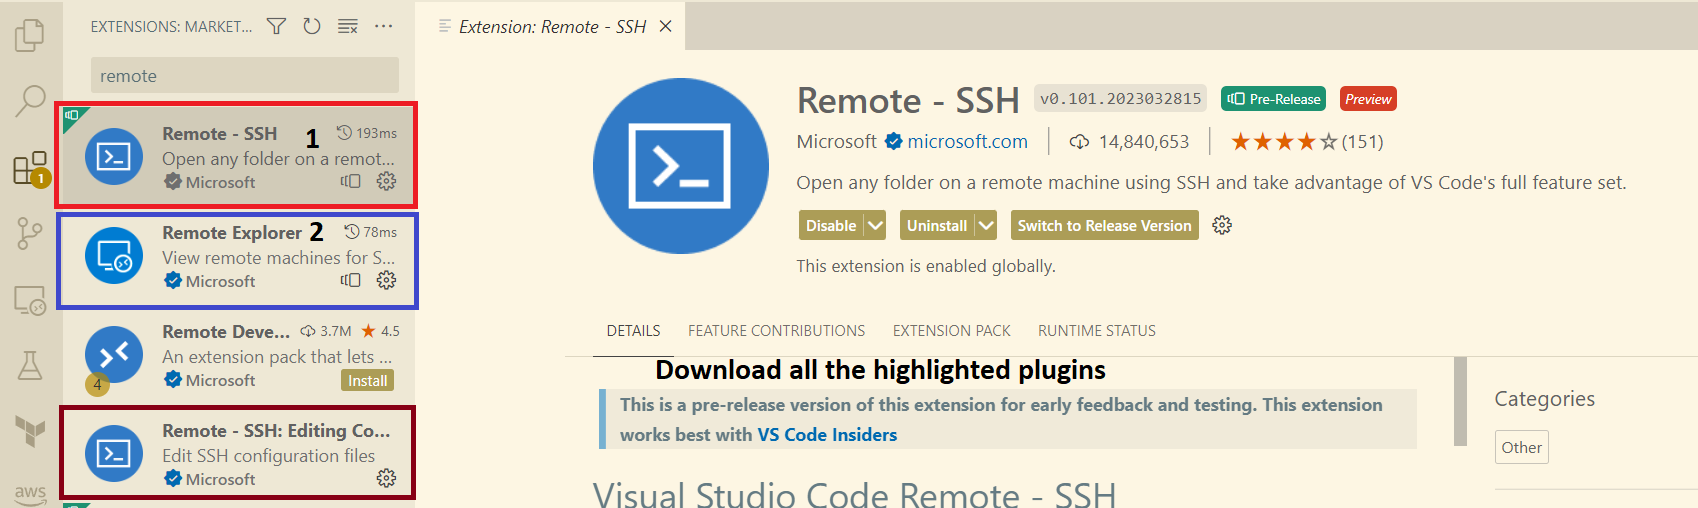 EXTENSIONS: MARKET...
remote
Remote - SSH 1 193ms
Open any folder on a remot...
Microsoft
Remote Explorer 2 78ms
View remote machines for S...
Microsoft
Remote Deve... 3.7M 4.5
An extension pack that lets ...
Microsoft Install
4
Remote - SSH: Editing Co...
Edit SSH configuration files
Microsoft
1
aws
Extension: Remote - SSH
Remote - SSH v0.101.2023032815 Pre-Release Preview
Microsoft microsoft.com 14,840,653 (151)
Open any folder on a remote machine using SSH and take advantage of VS Code's full feature set.
Disable Uninstall Switch to Release Version
This extension is enabled globally.
DETAILS FEATURE CONTRIBUTIONS EXTENSION PACK RUNTIME STATUS
Download all the highlighted plugins
This is a pre-release version of this extension for early feedback and testing. This extension
works best with VS Code Insiders
Visual Studio Code Remote - SSH
Categories
Other